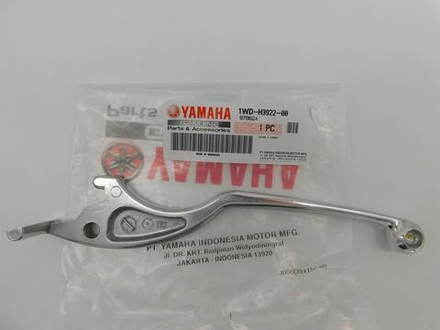 YAMAHA
GENUINE
Parts & Accessories
1WD-H3922-00
1 PC
Parts
YAMAHA
PT. YAMAHA INDONESIA MOTOR MFG.
JL. DR. KRT. Radjiman Widyodiningrat
JAKARTA - INDONESIA 13920